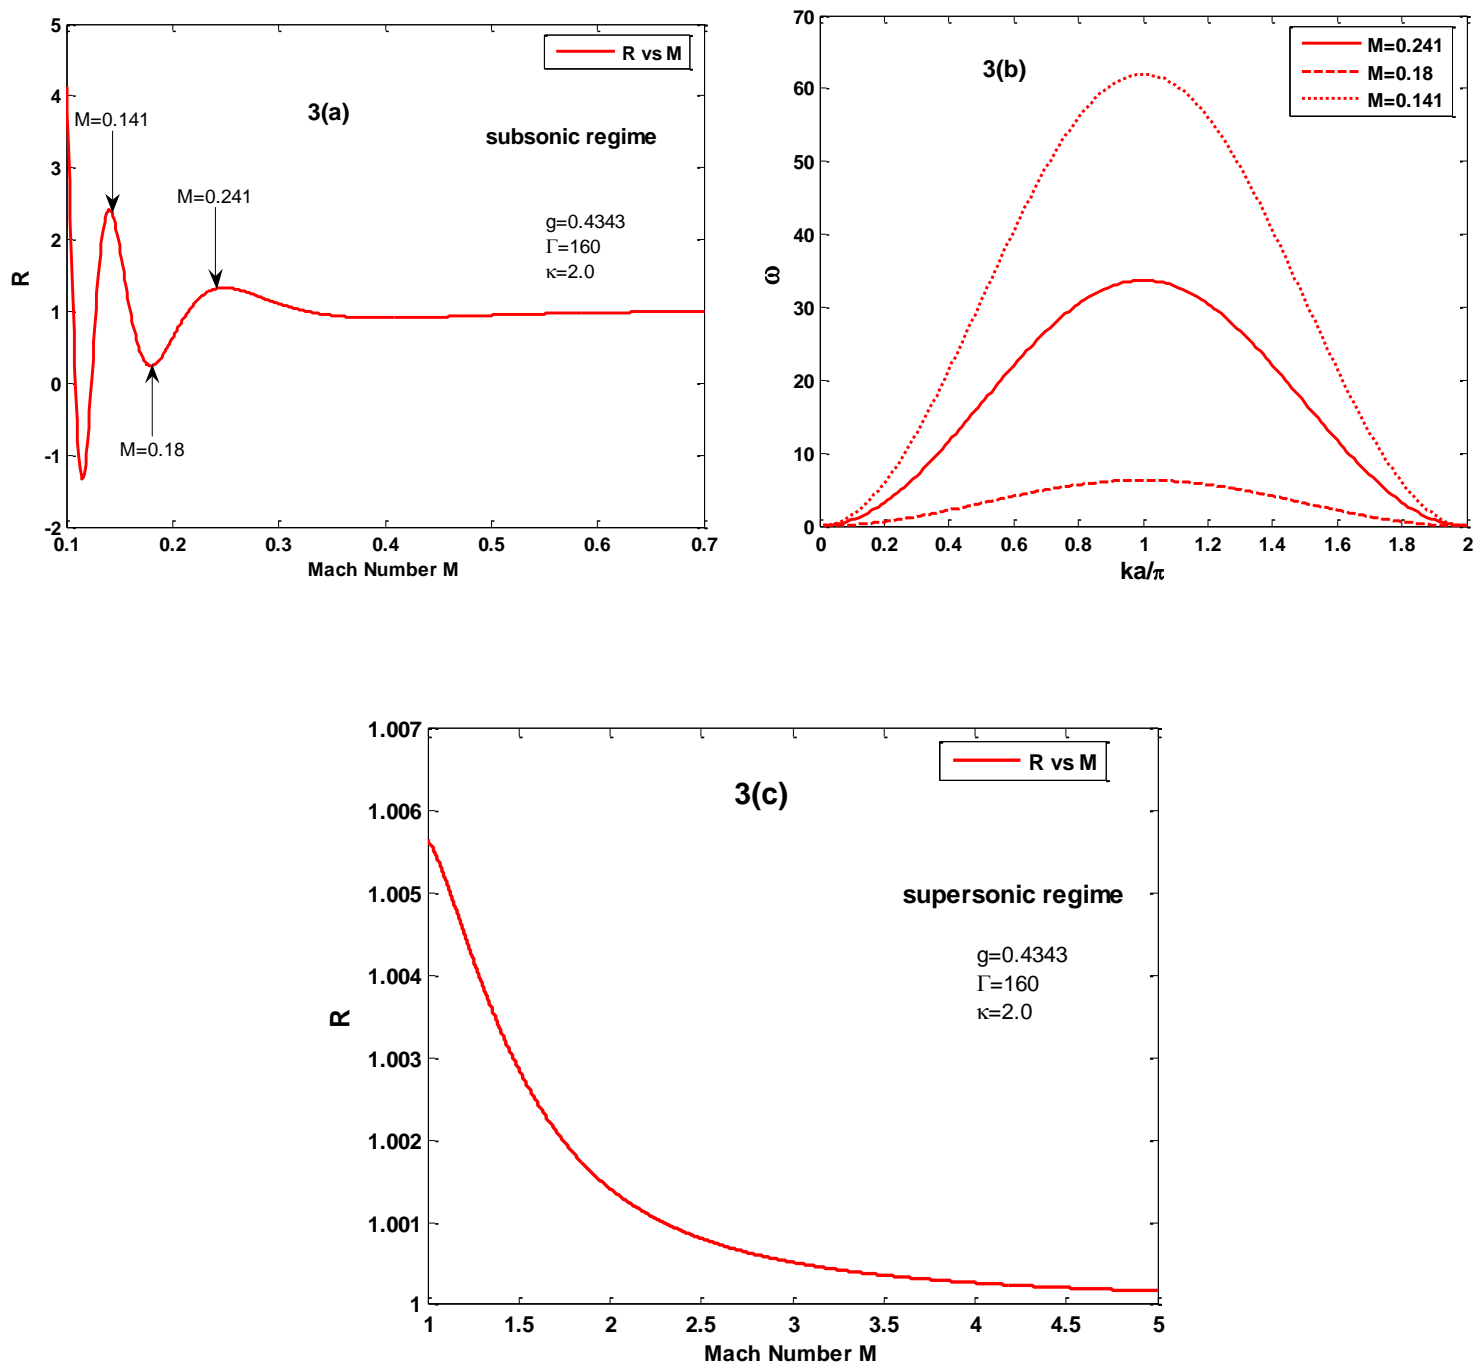 5
4
3
2
1
0
-1
-2
R
R vs M
3(a)
subsonic regime
M=0.141
M=0.241
M=0.18
g=0.4343
Γ=160
κ=2.0
0.1 0.2 0.3 0.4 0.5 0.6 0.7
Mach Number M
70
60
50
40
30
20
10
0
ω
3(b)
M=0.241
M=0.18
M=0.141
0 0.2 0.4 0.6 0.8 1 1.2 1.4 1.6 1.8 2
ka/π
1.007
1.006
1.005
1.004
1.003
1.002
1.001
1
R
R vs M
3(c)
supersonic regime
g=0.4343
Γ=160
κ=2.0
1 1.5 2 2.5 3 3.5 4 4.5 5
Mach Number M